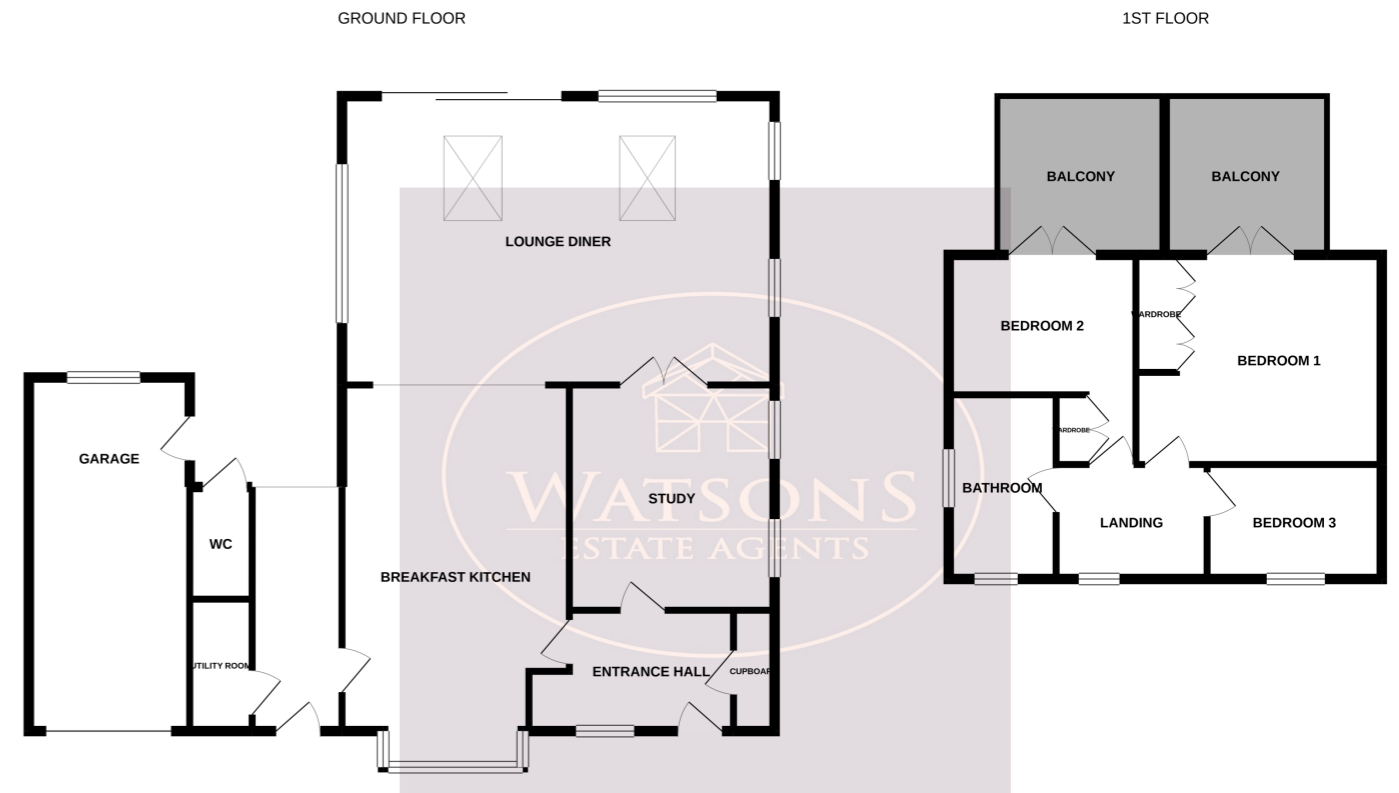 GROUND FLOOR
1ST FLOOR
BALCONY
BALCONY
LOUNGE DINER
WARDROBE
BEDROOM 2
BEDROOM 1
WARDROBE
GARAGE
BATHROOM
STUDY
WATSONS
LANDING
BEDROOM 3
WC
ESTATE AGENTS
BREAKFAST KITCHEN
UTILITY ROOM
ENTRANCE HALL
CUPBOAR